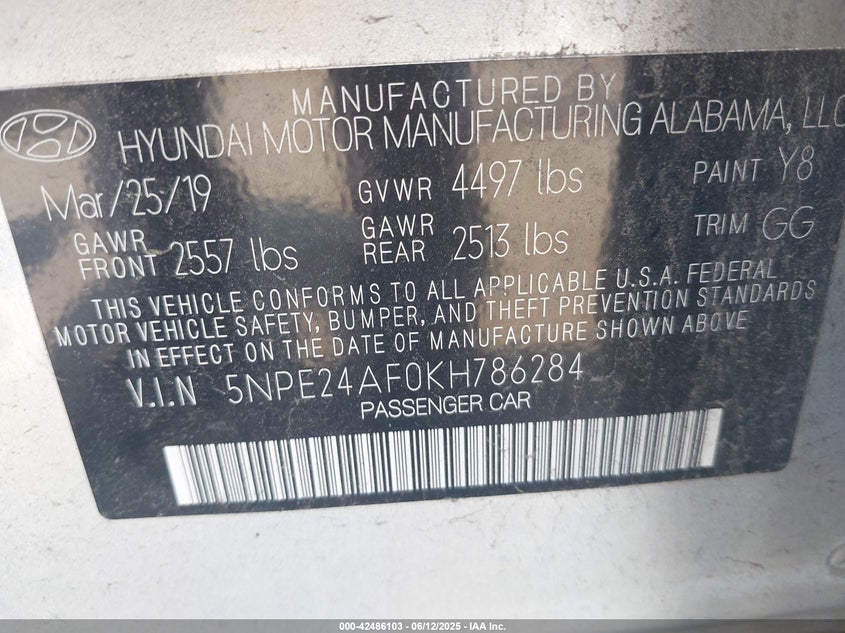 MANUFACTURED BY
HYUNDAI MOTOR MANUFACTURING ALABAMA, LLC
Mar/25/19 GVWR 4497 lbs PAINT Y8
GAWR FRONT 2557 lbs GAWR REAR 2513 lbs TRIM GG
THIS VEHICLE CONFORMS TO ALL APPLICABLE U.S.A. FEDERAL
MOTOR VEHICLE SAFETY, BUMPER, AND THEFT PREVENTION STANDARDS
IN EFFECT ON THE DATE OF MANUFACTURE SHOWN ABOVE
V.I.N 5NPE24AF0KH786284
PASSENGER CAR
000-42486103 - 06/12/2025 - IAA Inc.